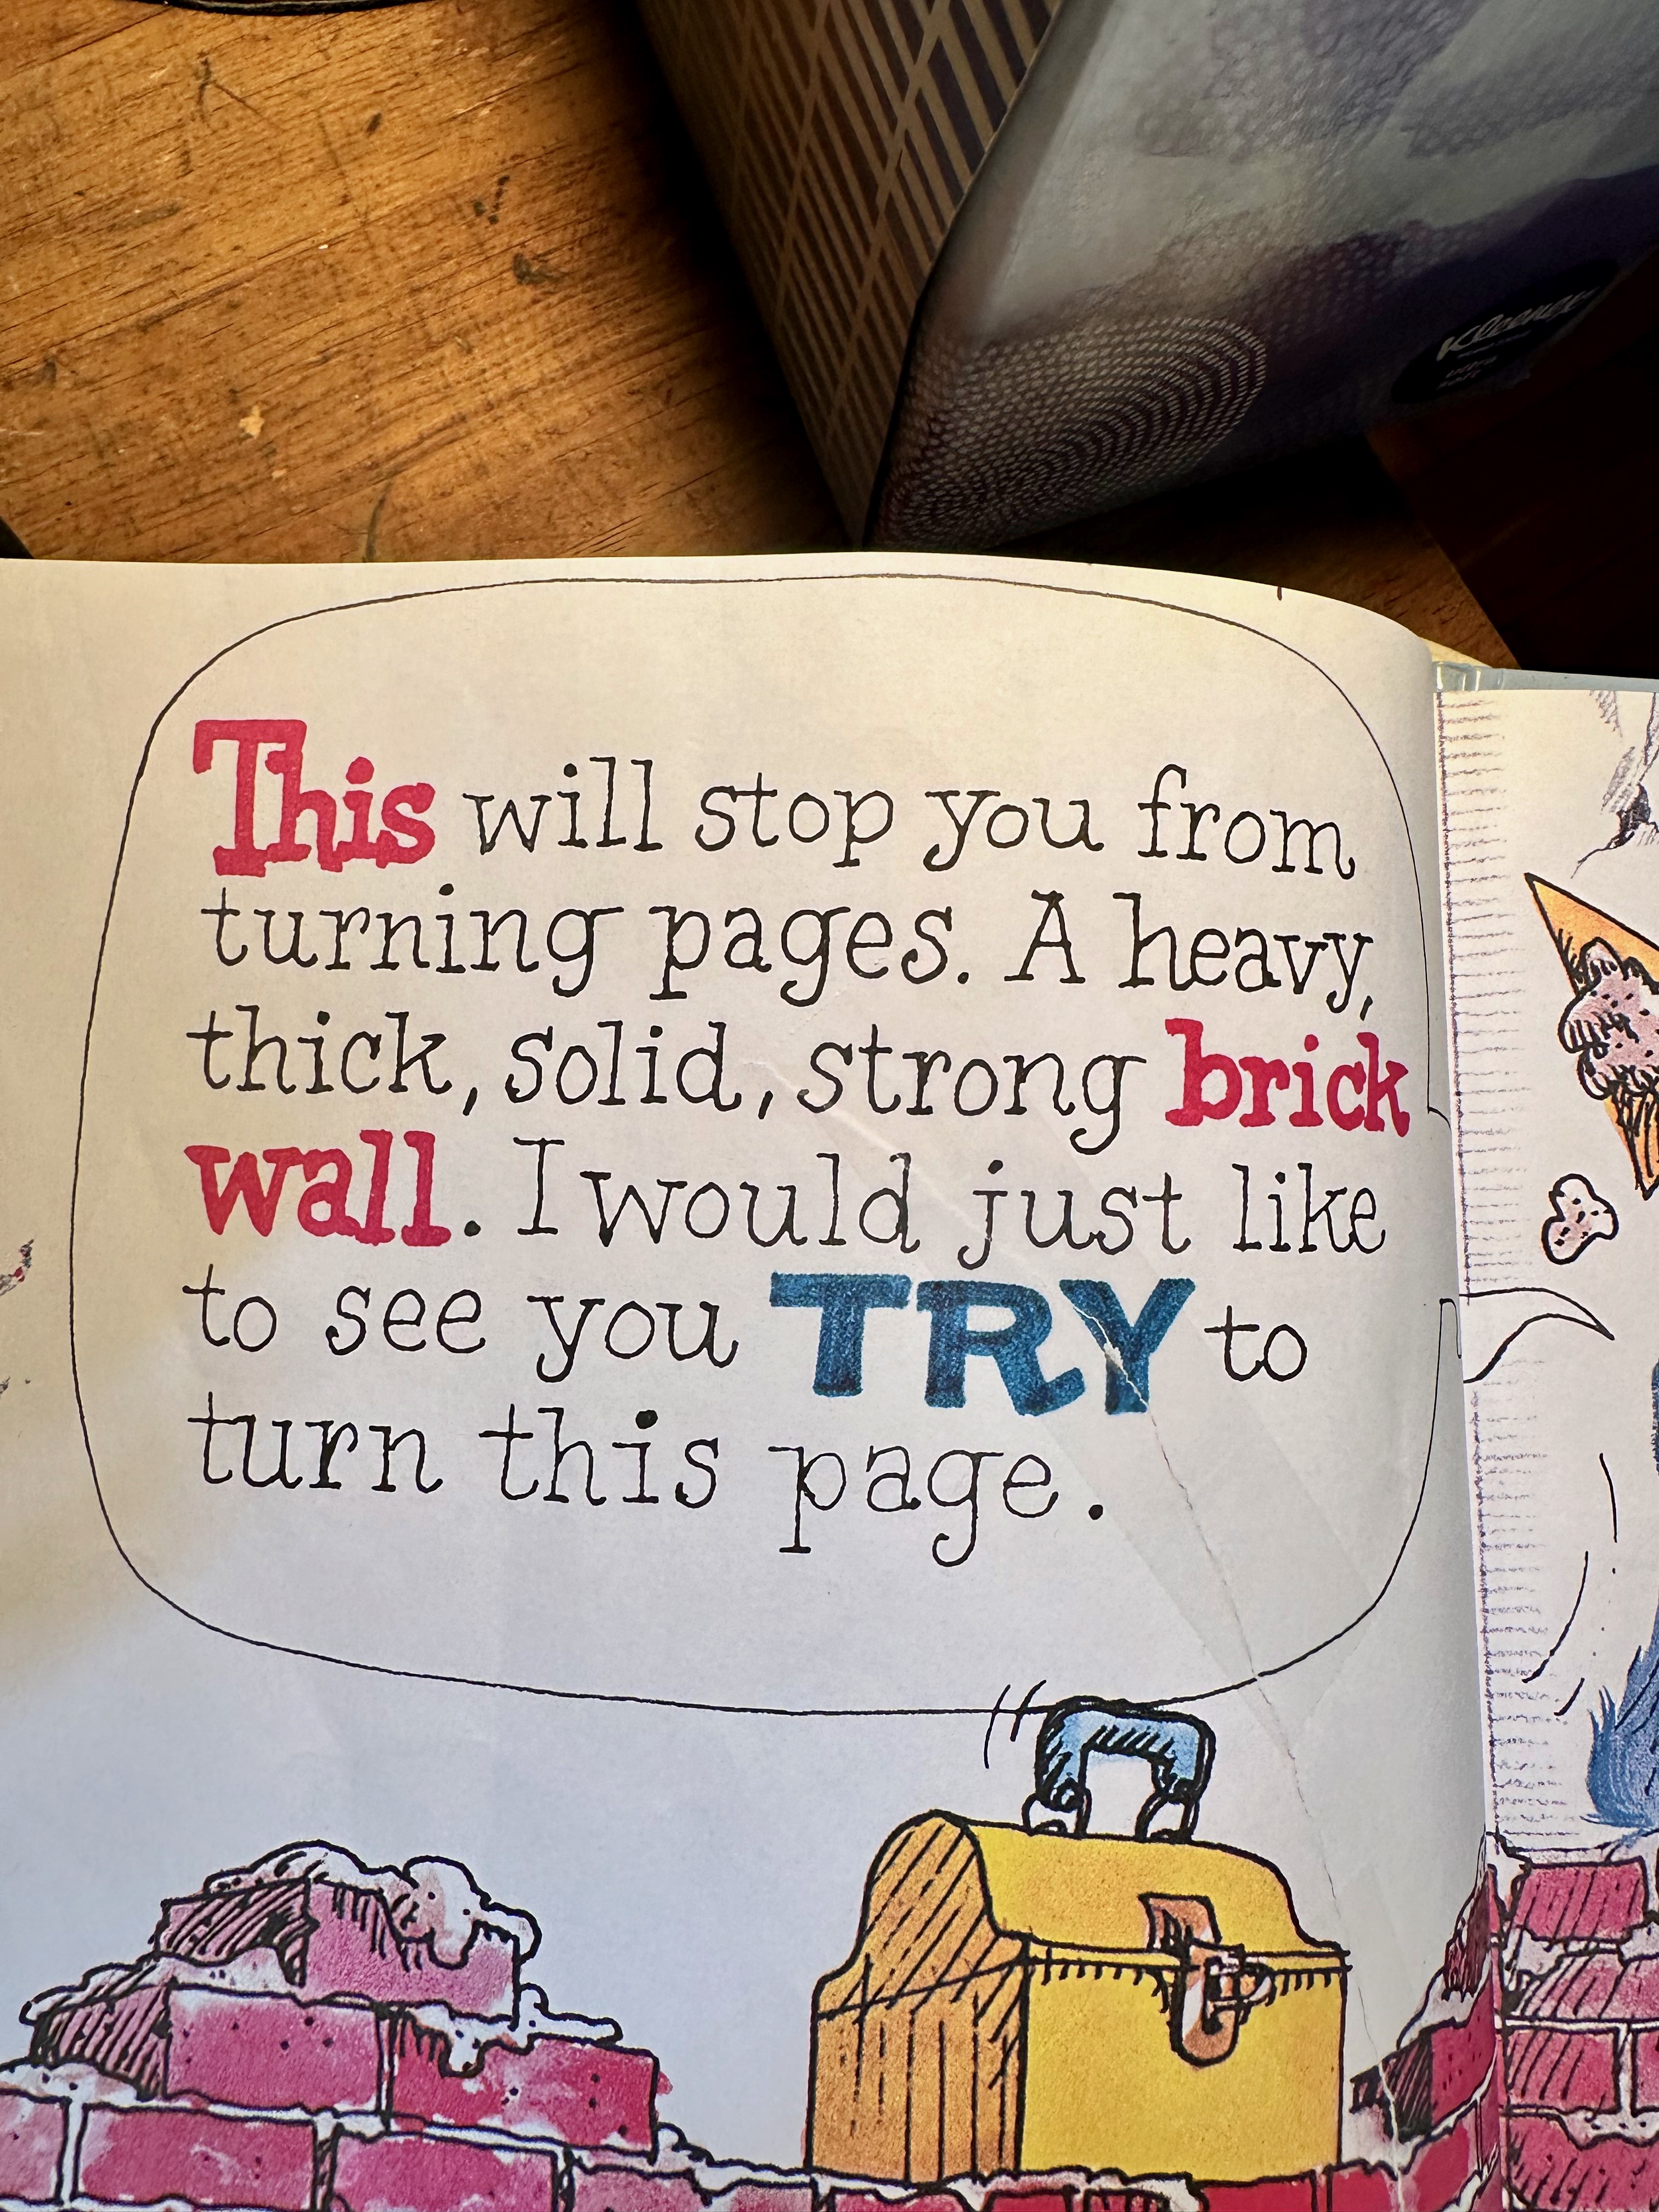 Kleenex
This will stop you from
turning pages. A heavy,
thick, solid, strong brick
wall. I would just like
to see you TRY to
turn this page.